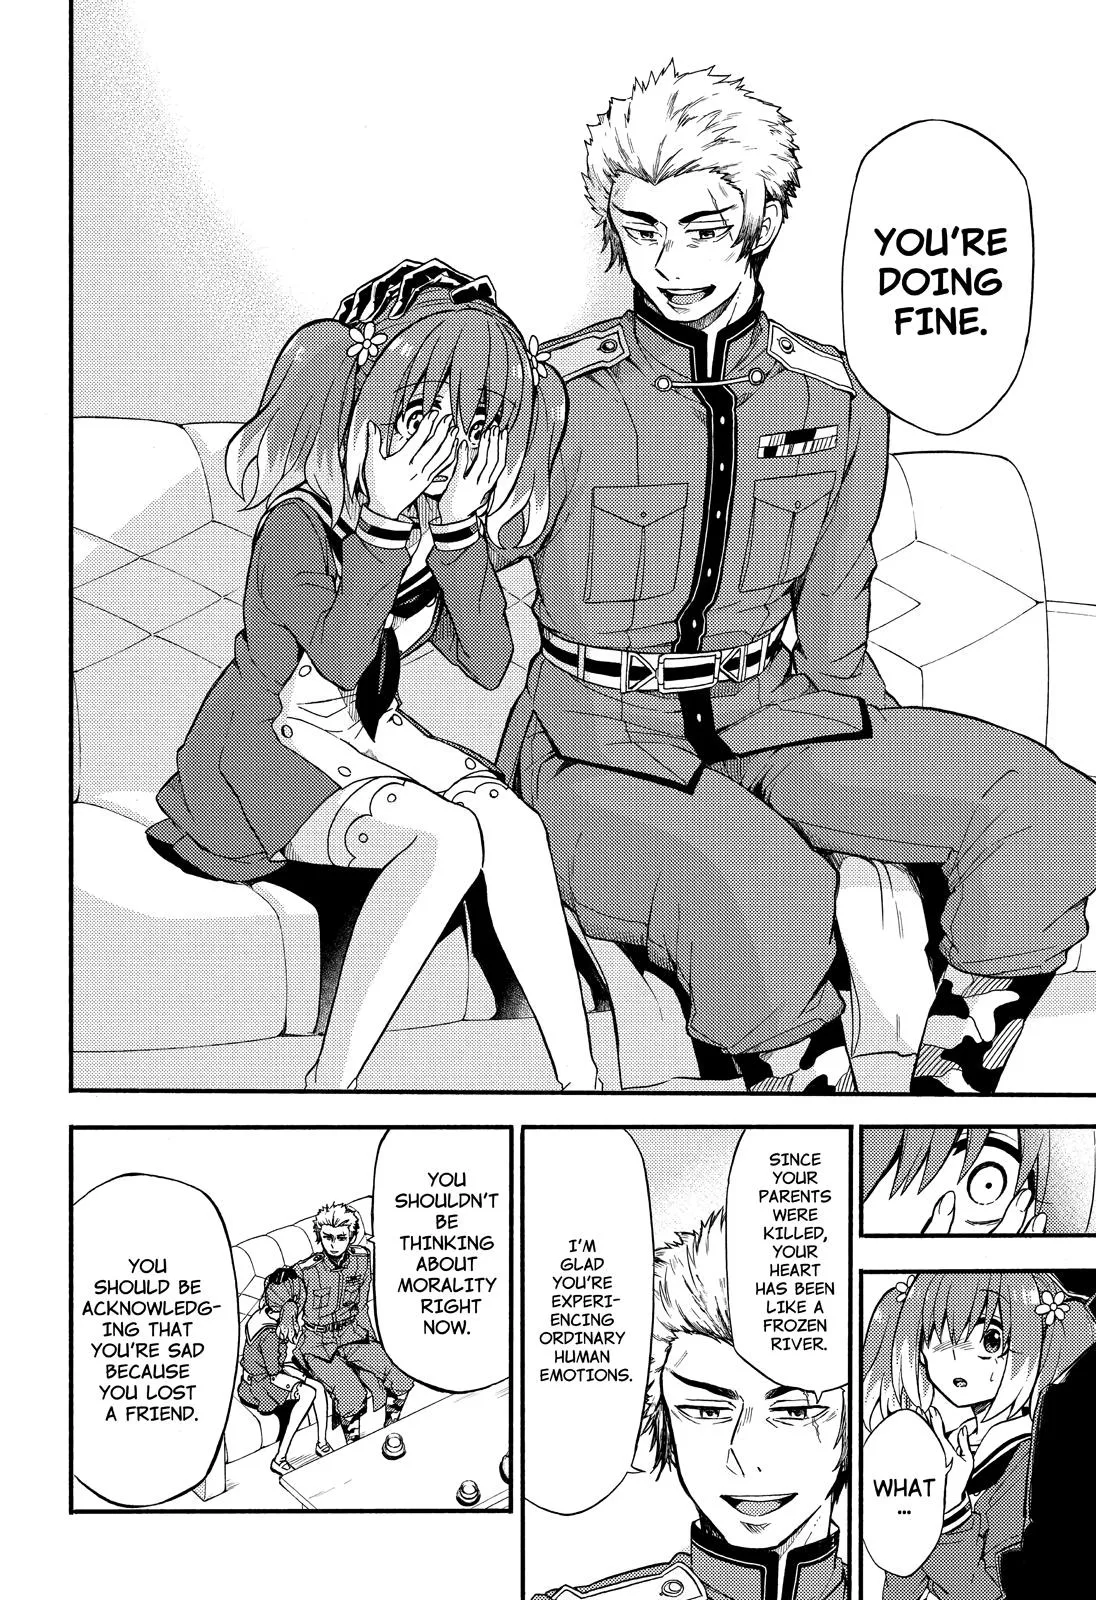 YOU'RE
DOING
FINE.
WHAT
...
SINCE
YOUR
PARENTS
WERE
KILLED,
YOUR
HEART
HAS BEEN
LIKE A
FROZEN
RIVER.
I'M
GLAD
YOU'RE
EXPERI-
ENCING
ORDINARY
HUMAN
EMOTIONS.
YOU
SHOULDN'T
BE
THINKING
ABOUT
MORALITY
RIGHT
NOW.
YOU
SHOULD BE
ACKNOWLEDG-
ING THAT
YOU'RE SAD
BECAUSE
YOU LOST
A FRIEND.